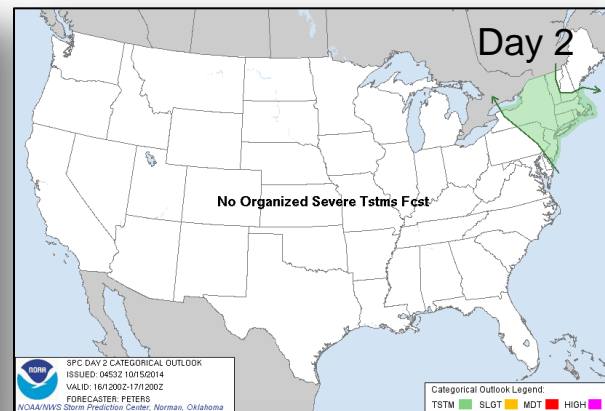 Day 2
No Organized Severe Tstms Fcst
NOAA
SPC DAY 2 CATEGORICAL OUTLOOK
ISSUED: 0453Z 10/15/2014
VALID: 16/1200Z-17/1200Z
FORECASTER: PETERS
NOAA/NWS Storm Prediction Center, Norman, Oklahoma
Categorical Outlook Legend:
TSTM SLGT MDT HIGH